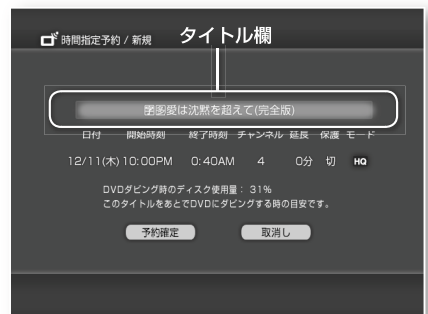 時間指定予約 / 新規
タイトル欄
愛は沈黙を超えて(完全版)
日付 開始時刻 終了時刻 チャンネル 延長 保護 モード
12/11(木) 10:00PM 0:40AM 4 0分 切 HQ
DVDダビング時のディスク使用量： 31%
このタイトルをあとでDVDにダビングする時の目安です。
予約確定 取消し